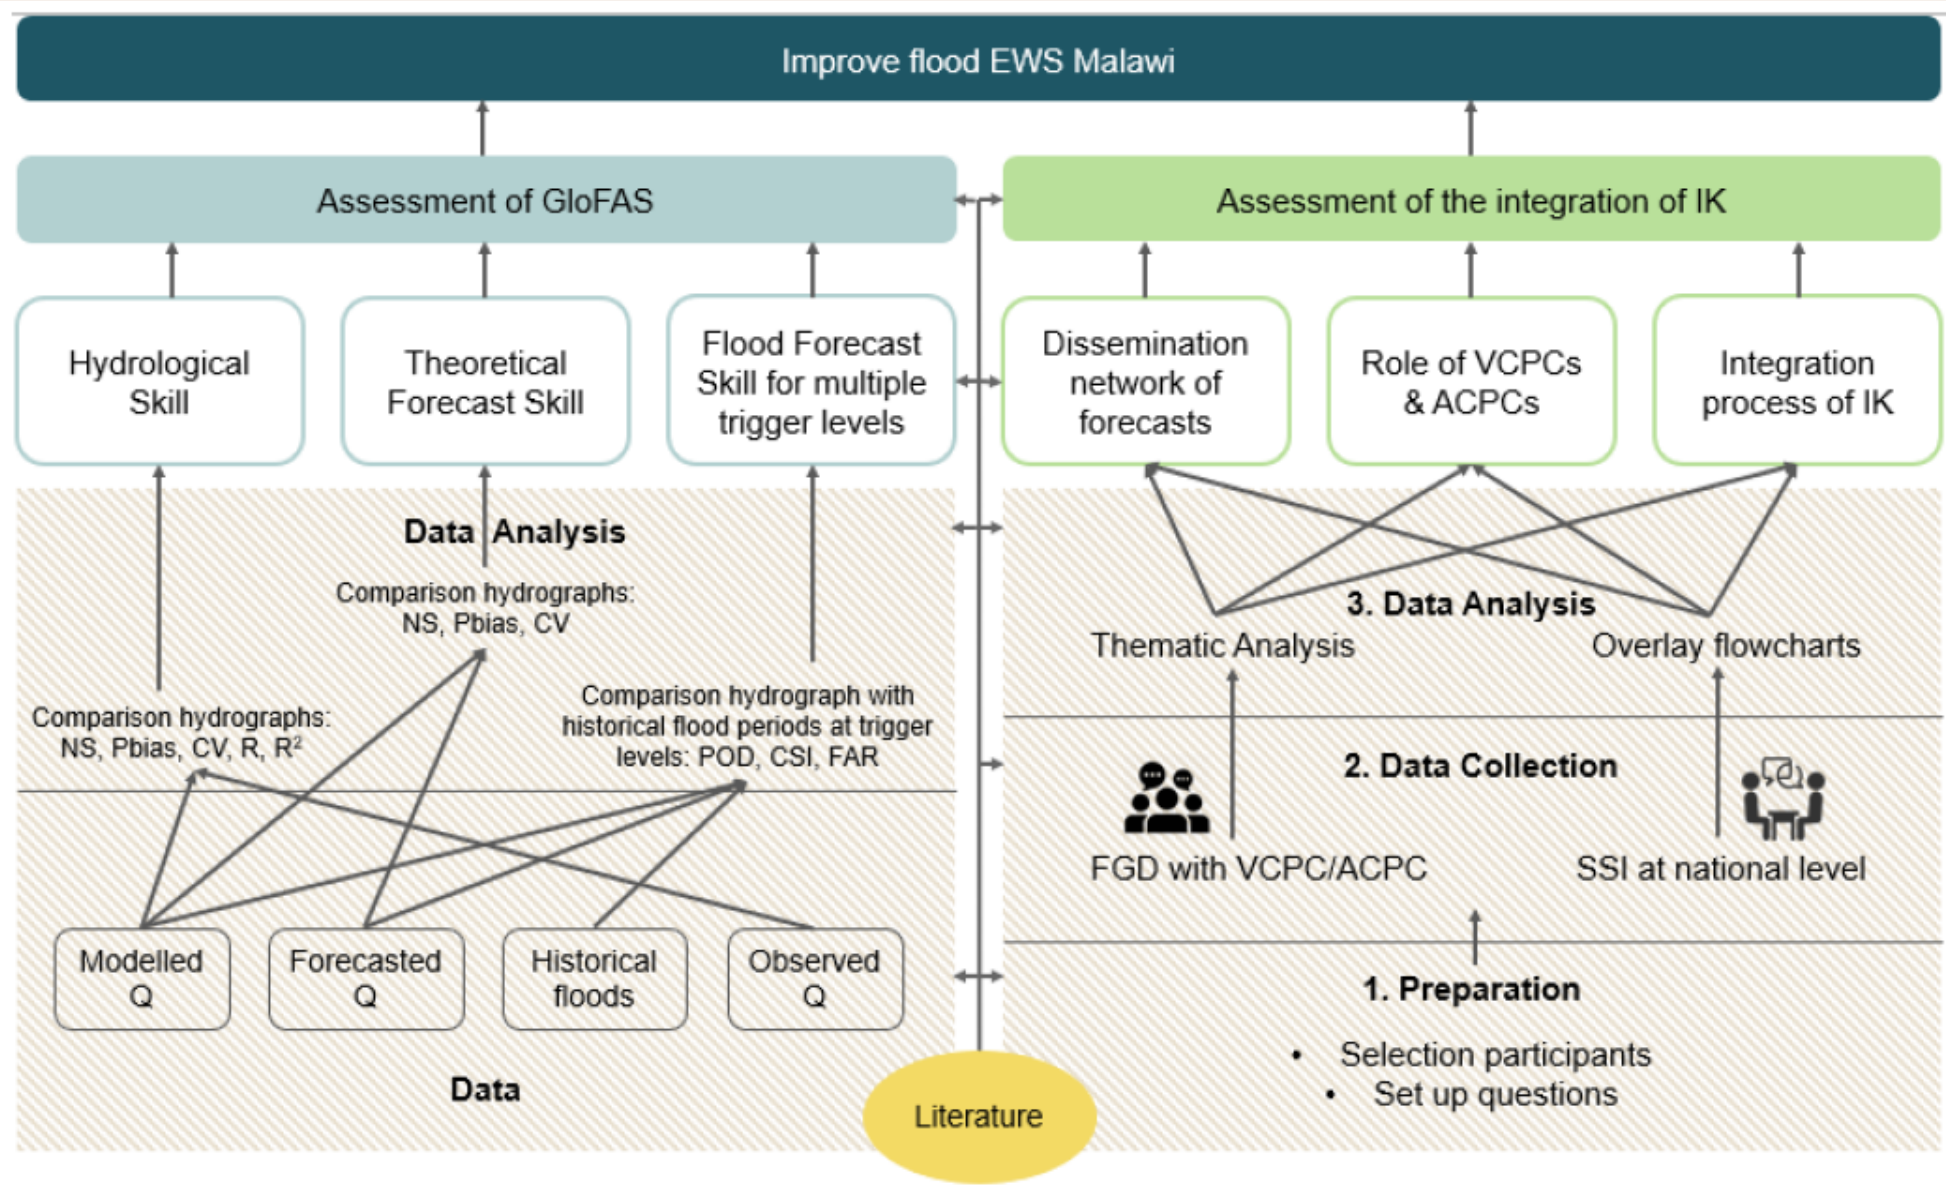 Improve flood EWS Malawi
Assessment of GloFAS
Assessment of the integration of IK
Hydrological
Skill
Theoretical
Forecast Skill
Flood Forecast
Skill for multiple
trigger levels
Dissemination
network of
forecasts
Role of VCPCs
& ACPCs
Integration
process of IK
Data Analysis
Comparison hydrographs:
NS, Pbias, CV
Comparison hydrographs:
NS, Pbias, CV, R, R²
Comparison hydrograph with
historical flood periods at trigger
levels: POD, CSI, FAR
Modelled
Q
Forecasted
Q
Historical
floods
Observed
Q
Data
3. Data Analysis
Thematic Analysis
Overlay flowcharts
2. Data Collection
FGD with VCPC/ACPC
SSI at national level
1. Preparation
• Selection participants
• Set up questions
Literature